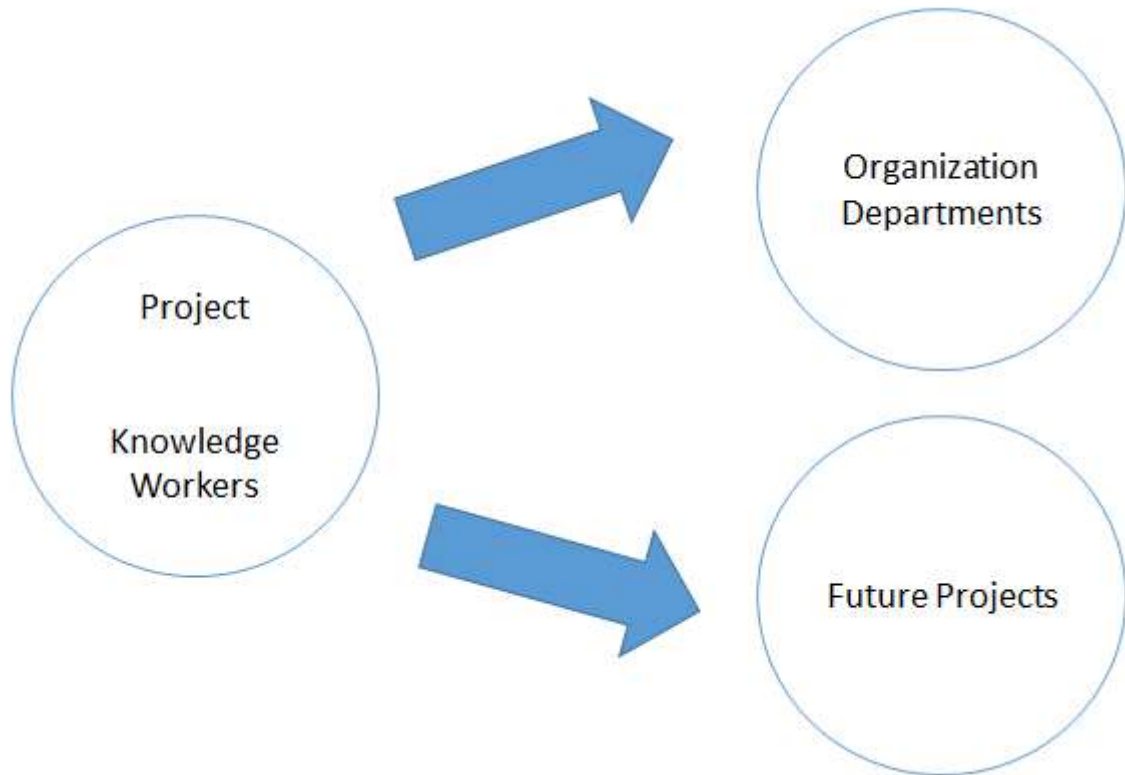 Project
Knowledge
Workers
Organization
Departments
Future Projects